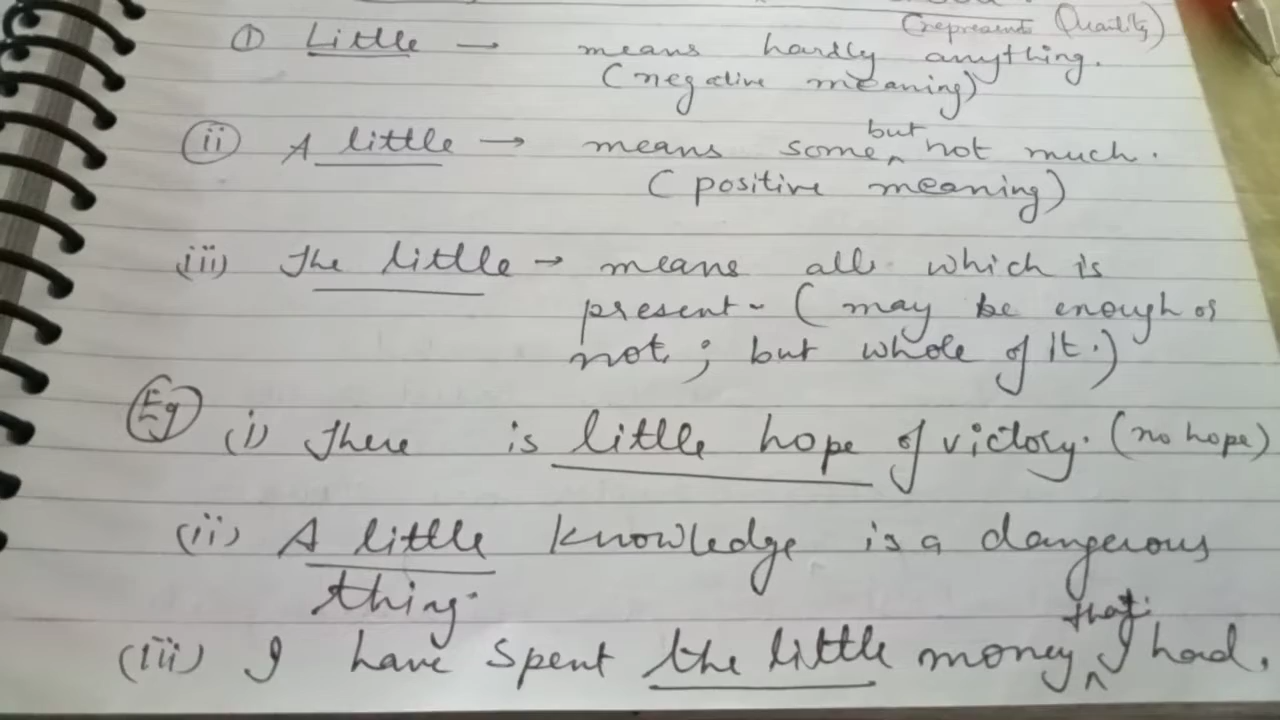 (represents Quality)
① Little → means hardly anything.
(negative meaning)
ⓘⓘ A little → means some but not much.
(positive meaning)
iii) The little → means all which is
present - (may be enough or
not; but whole of it.)
Eg (i) There is little hope of victory. (no hope)
(ii) A little knowledge is a dangerous
thing.
(iii) I have spent the little money that I had.